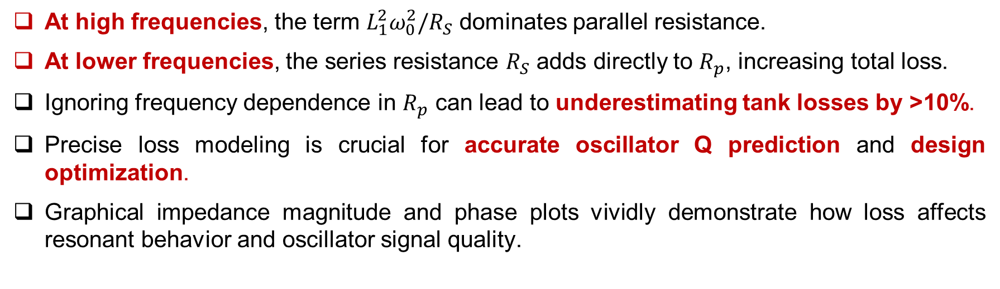 ❑ At high frequencies, the term $L_1^2\omega_0^2/R_S$ dominates parallel resistance.
❑ At lower frequencies, the series resistance $R_S$ adds directly to $R_p$, increasing total loss.
❑ Ignoring frequency dependence in $R_p$ can lead to underestimating tank losses by >10%.
❑ Precise loss modeling is crucial for accurate oscillator Q prediction and design
optimization.
❑ Graphical impedance magnitude and phase plots vividly demonstrate how loss affects
resonant behavior and oscillator signal quality.